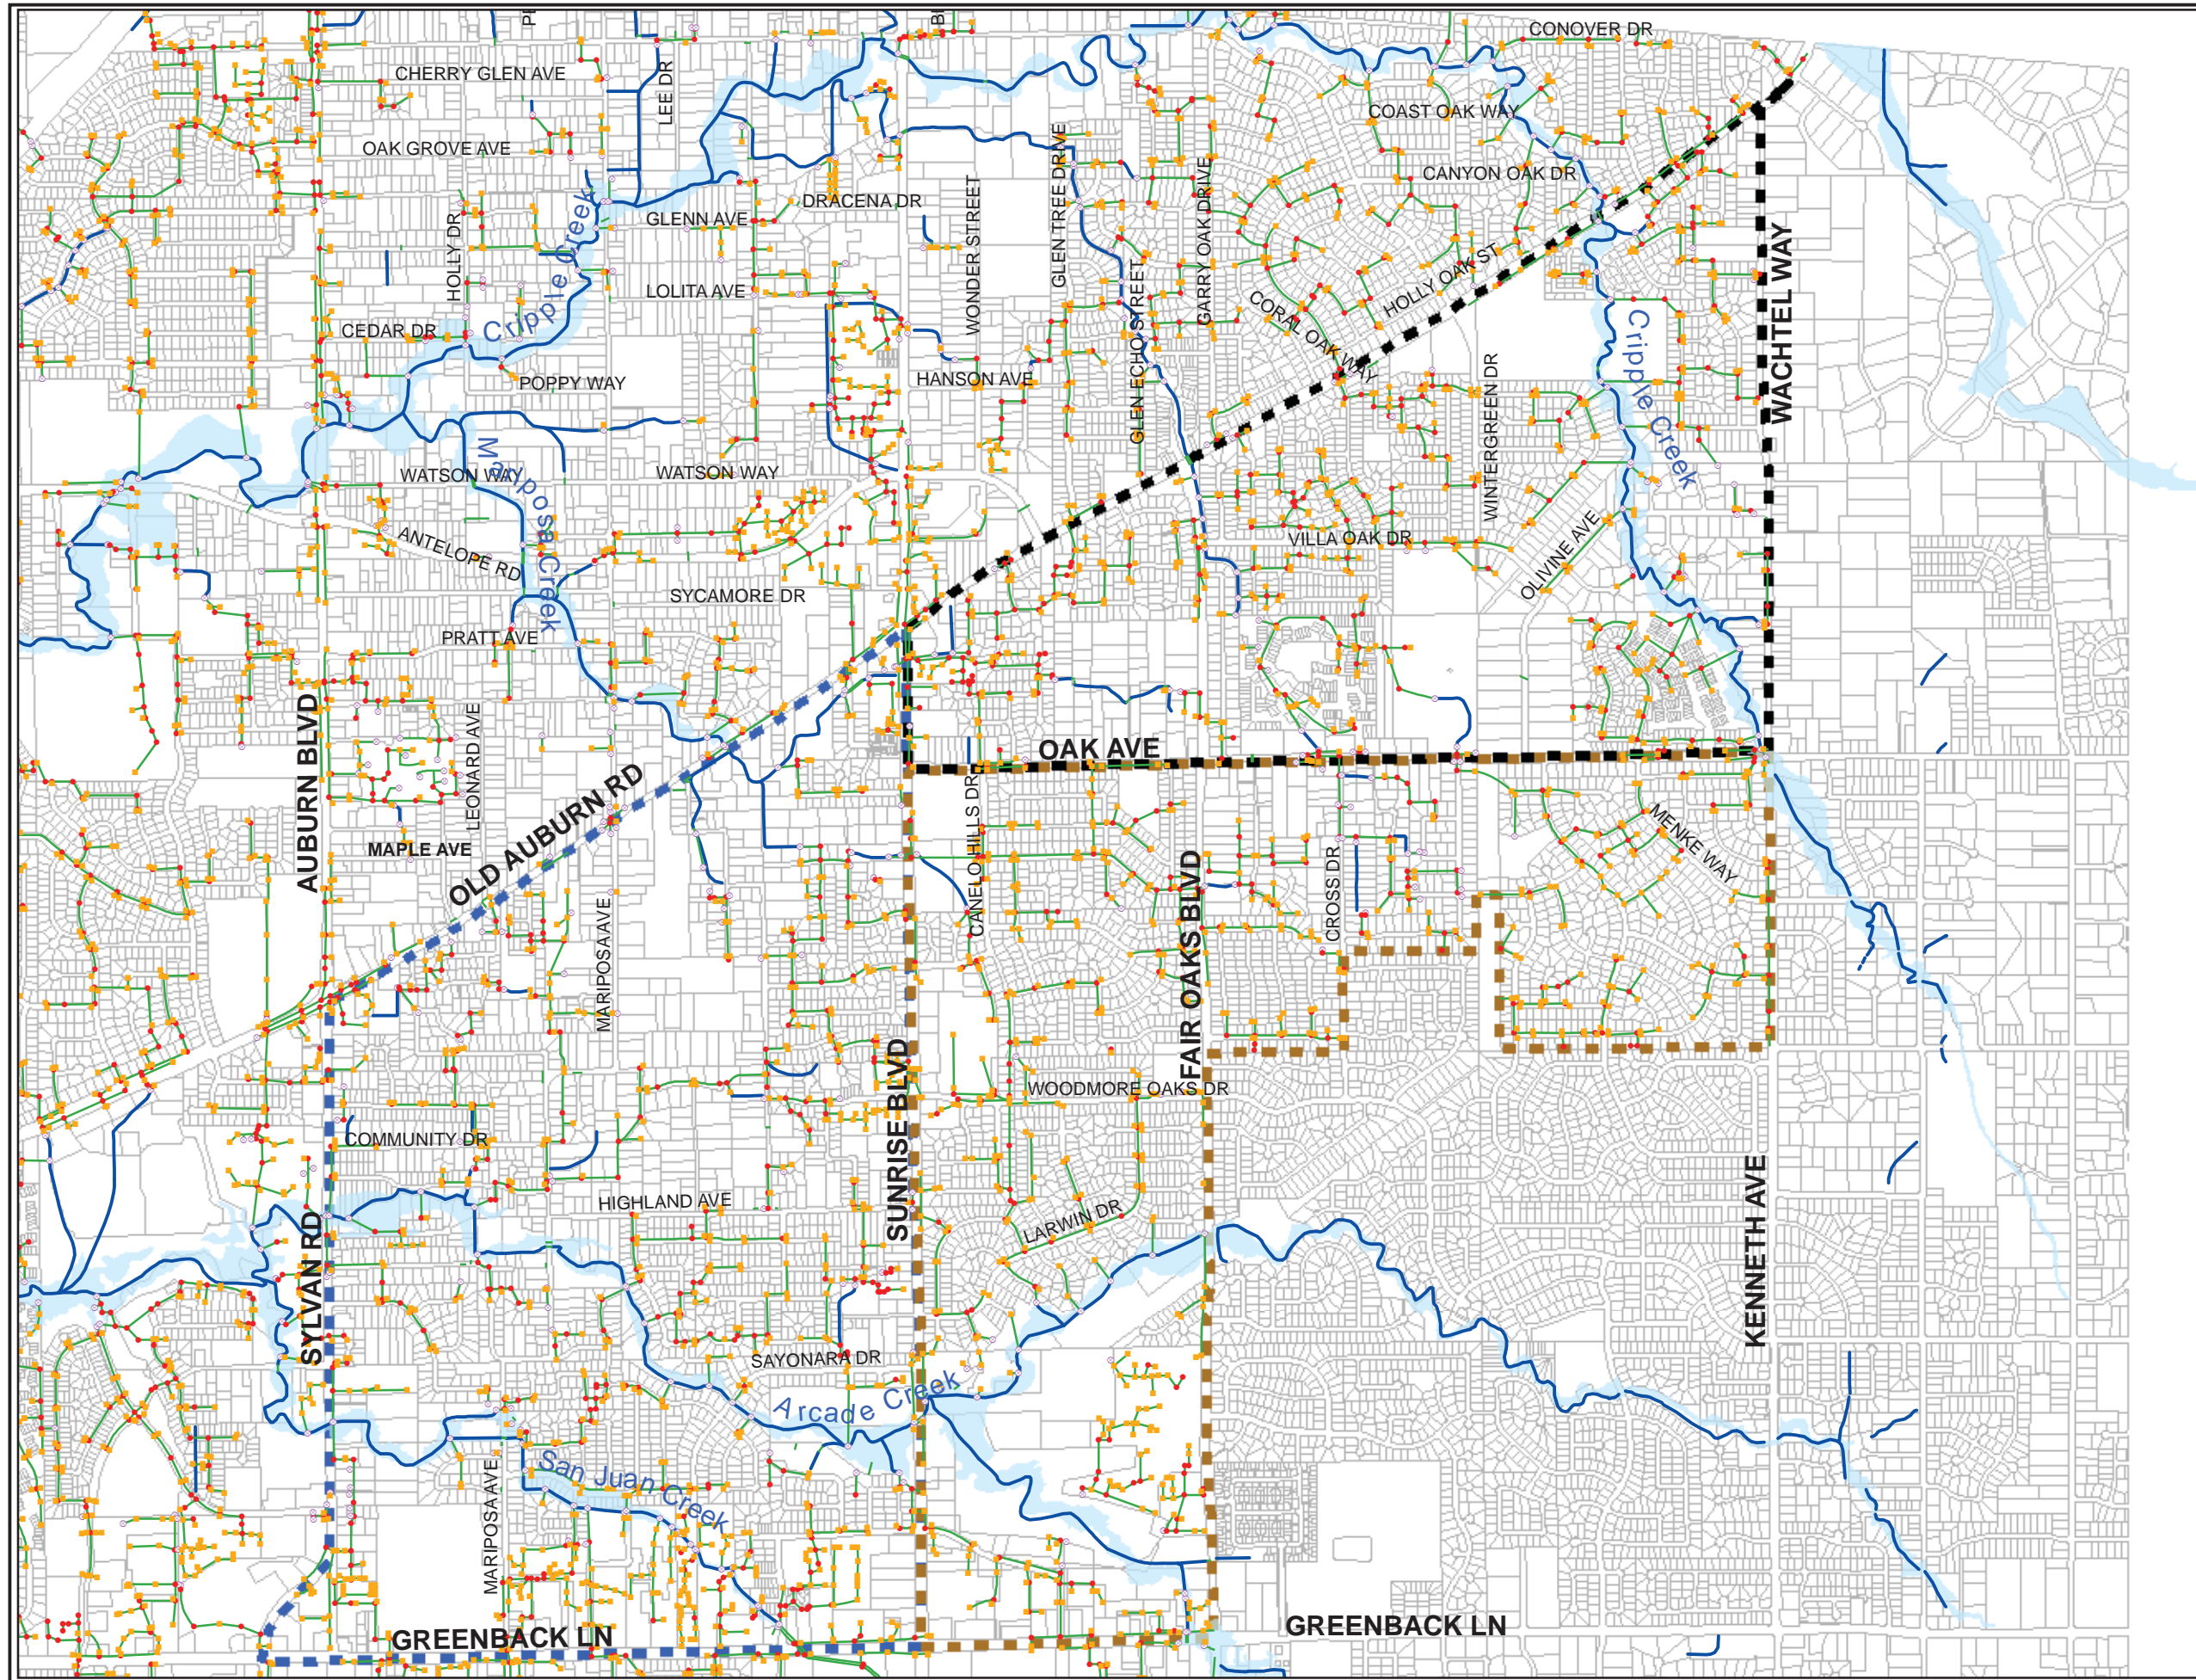 CONOVER DR
CHERRY GLEN AVE
LEE DR
COAST OAK WAY
OAK GROVE AVE
GLEN TREE DRIVE
GARRY OAK DRIVE
CANYON OAK DR
DRACENA DR
GLENN AVE
HOLLY DR
Cripple Creek
WONDER STREET
WACHTEL WAY
HOLLY OAK ST
LOLITA AVE
CORAL OAK WAY
GLEN ECHO STREET
CEDAR DR
Cripple Creek
POPPY WAY
HANSON AVE
WINTERGREEN DR
WATSON WAY
WATSON WAY
Mariposa Creek
ANTELOPE RD
VILLA OAK DR
OLIVINE AVE
SYCAMORE DR
PRATT AVE
AUBURN BLVD
LEONARD AVE
OAK AVE
OLD AUBURN RD
CANELO HILLS DR
MENKE WAY
MAPLE AVE
FAIR OAKS BLVD
CROSS DR
MARIPOSA AVE
SUNRISE BLVD
WOODMORE OAKS DR
COMMUNITY DR
KENNETH AVE
HIGHLAND AVE
LARWIN DR
SYLVAN RD
SAYONARA DR
Arcade Creek
San Juan Creek
MARIPOSA AVE
GREENBACK LN
GREENBACK LN